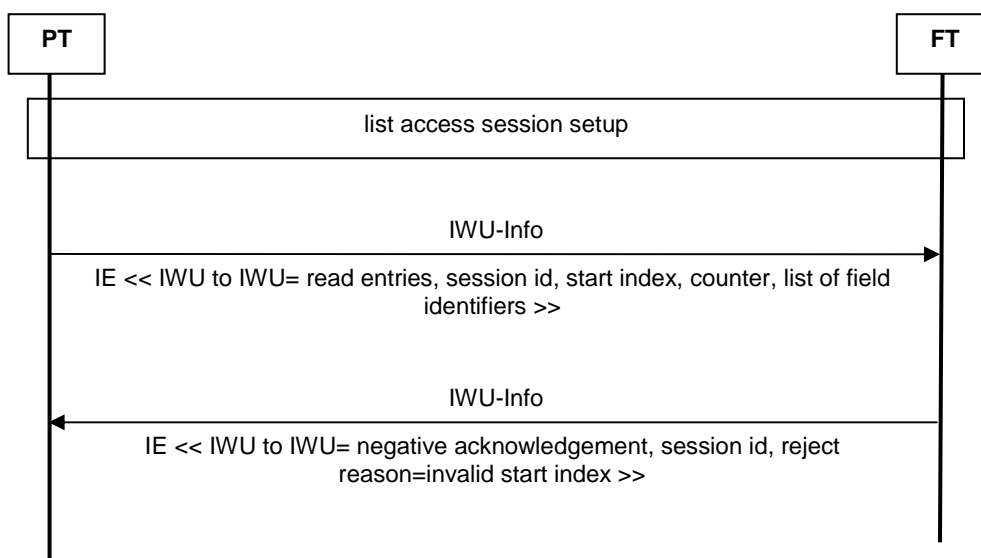 PT
FT
list access session setup
IWU-Info
IE << IWU to IWU= read entries, session id, start index, counter, list of field
identifiers >>
IWU-Info
IE << IWU to IWU= negative acknowledgement, session id, reject
reason=invalid start index >>